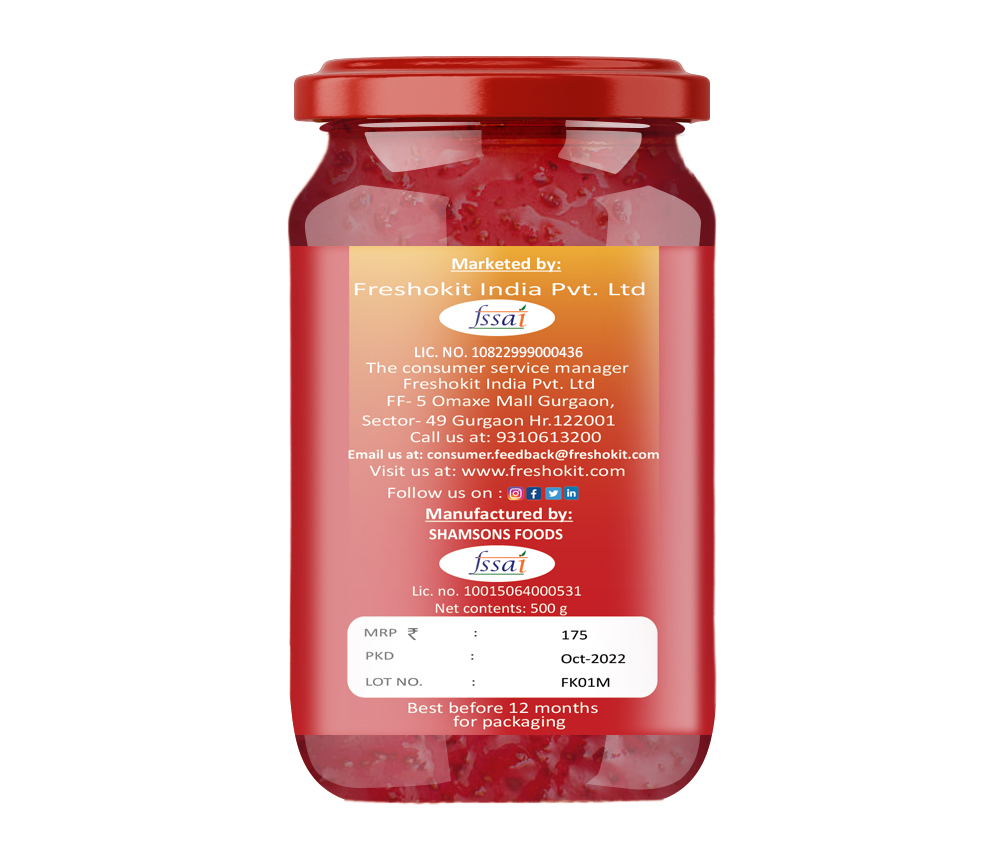 Marketed by:
Freshokit India Pvt. Ltd
fssai
LIC. NO. 10822999000436
The consumer service manager
Freshokit India Pvt. Ltd
FF- 5 Omaxe Mall Gurgaon,
Sector- 49 Gurgaon Hr.122001
Call us at: 9310613200
Email us at: consumer.feedback@freshokit.com
Visit us at: www.freshokit.com
Follow us on :
Manufactured by:
SHAMSONS FOODS
fssai
Lic. no. 10015064000531
Net contents: 500 g
MRP ₹ : 175
PKD : Oct-2022
LOT NO. : FK01M
Best before 12 months
for packaging